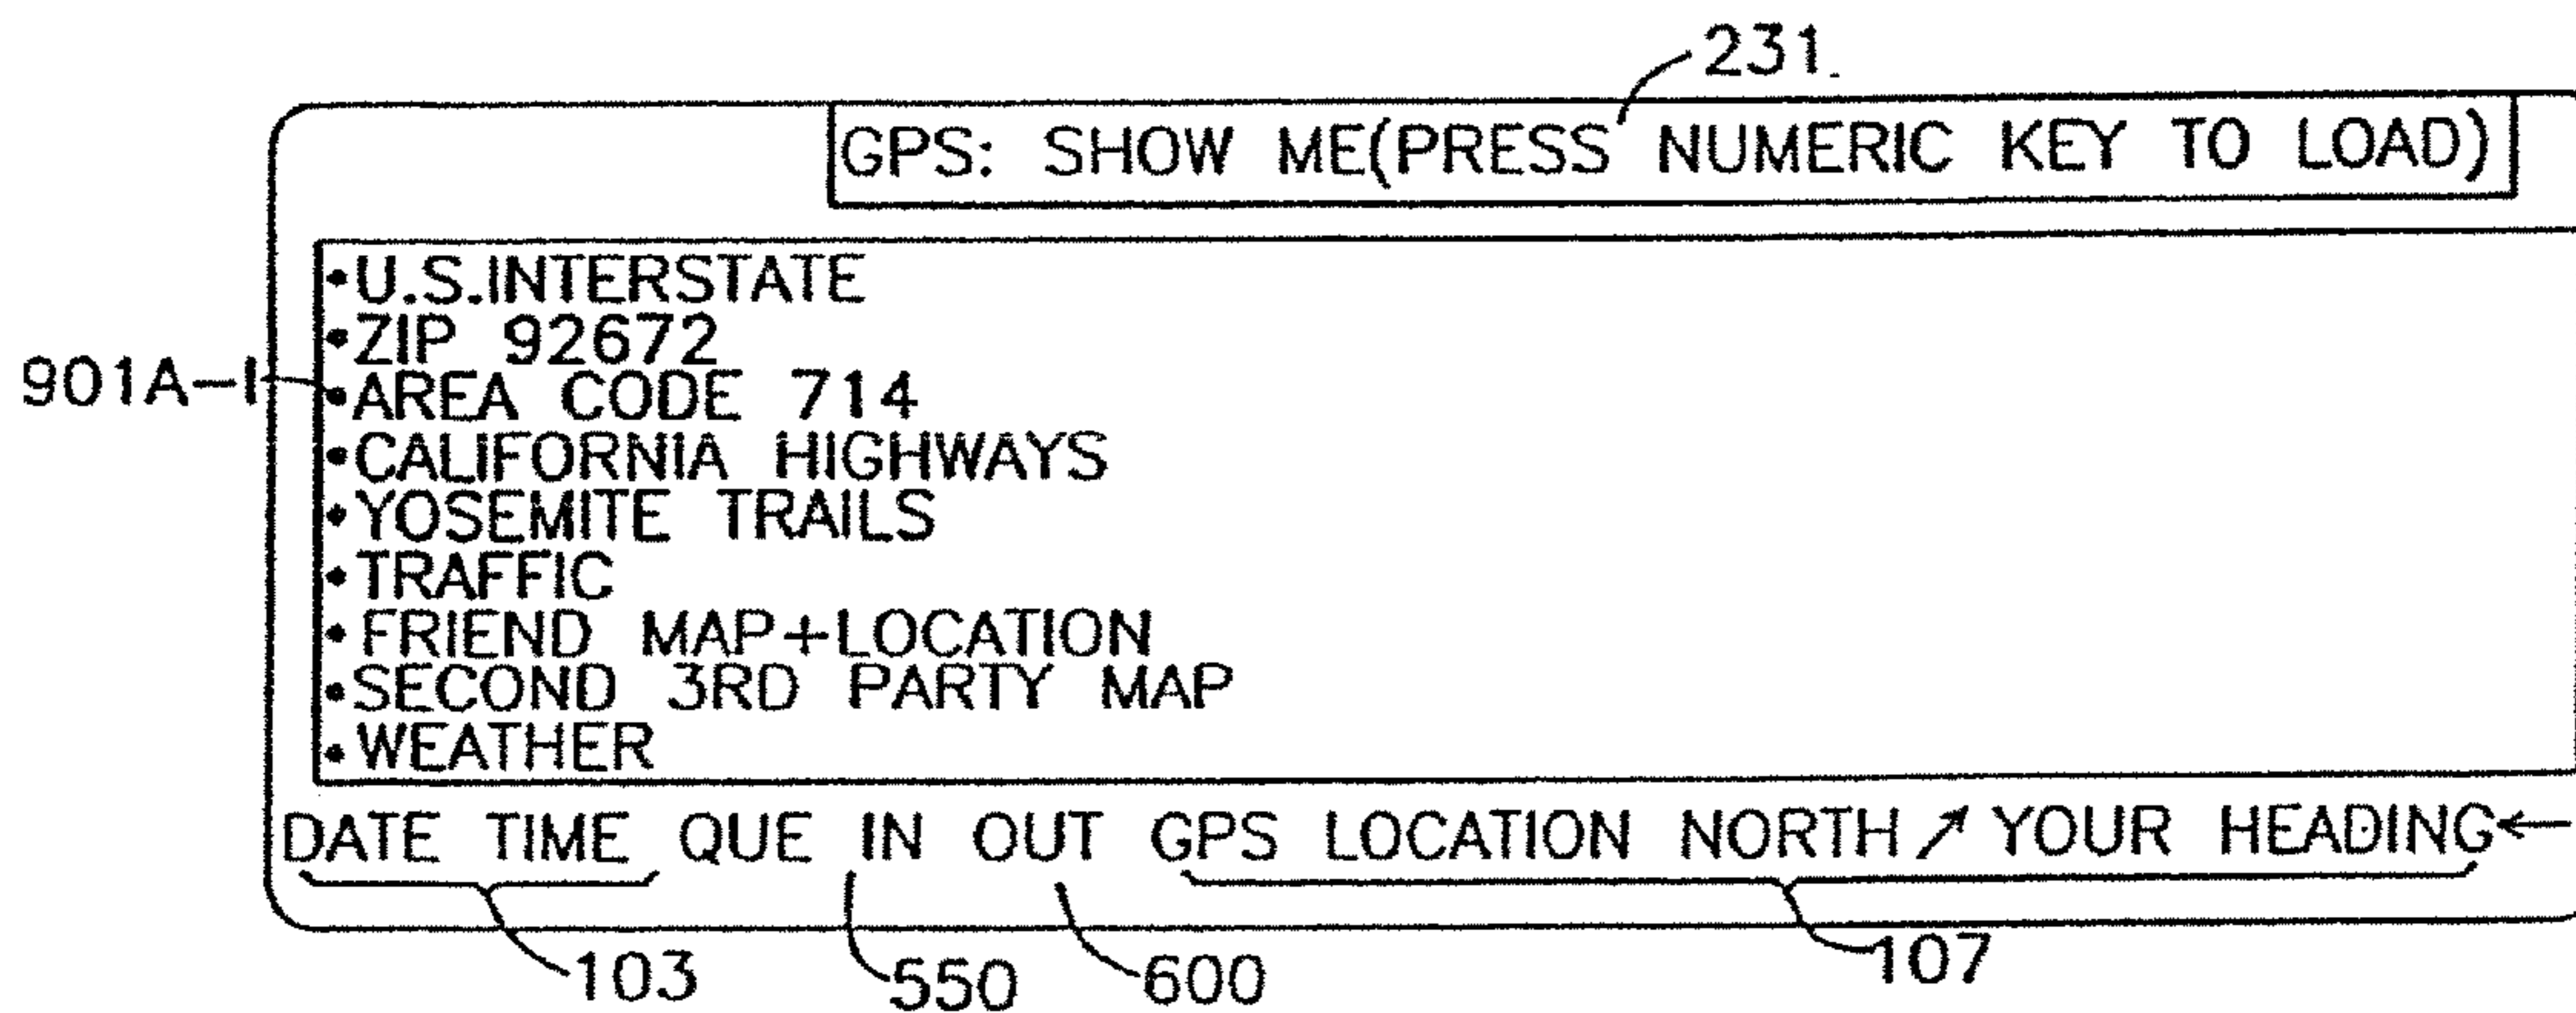 231
GPS: SHOW ME(PRESS NUMERIC KEY TO LOAD)
•U.S.INTERSTATE
•ZIP 92672
901A-I
•AREA CODE 714
•CALIFORNIA HIGHWAYS
•YOSEMITE TRAILS
•TRAFFIC
•FRIEND MAP+LOCATION
•SECOND 3RD PARTY MAP
•WEATHER
DATE TIME QUE IN OUT GPS LOCATION NORTH↗YOUR HEADING←
103 550 600 107